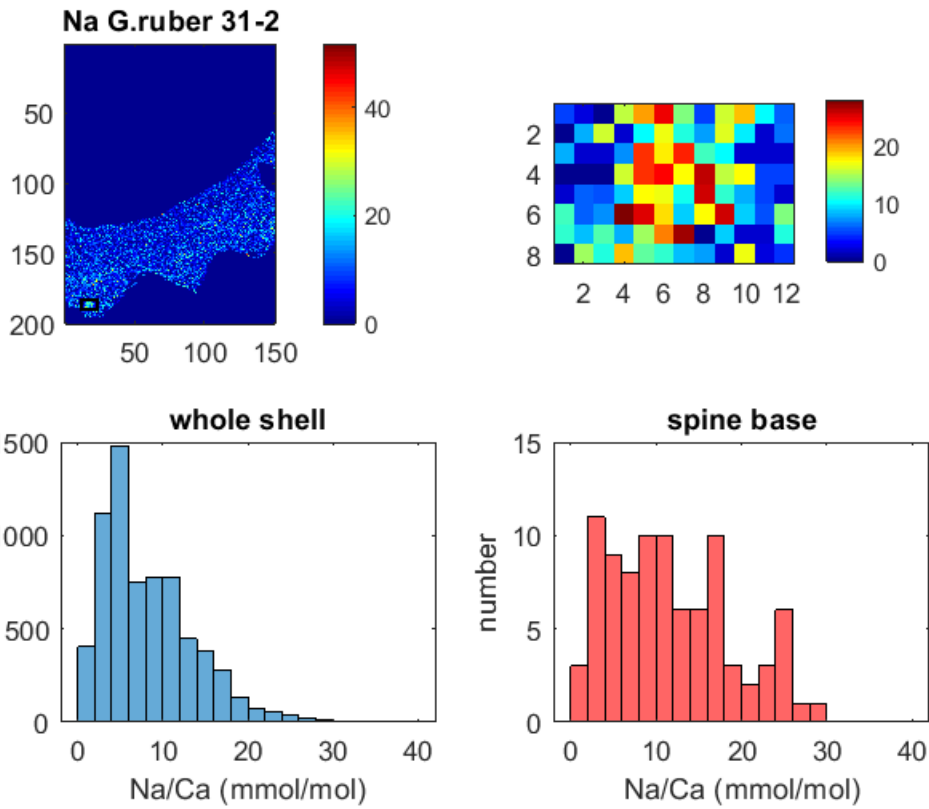 Na G.ruber 31-2
50
100
150
200
50 100 150
40
20
0
2
4
6
8
2 4 6 8 10 12
20
10
0
whole shell
500
000
500
0
0 10 20 30 40
Na/Ca (mmol/mol)
spine base
number
15
10
5
0
0 10 20 30 40
Na/Ca (mmol/mol)